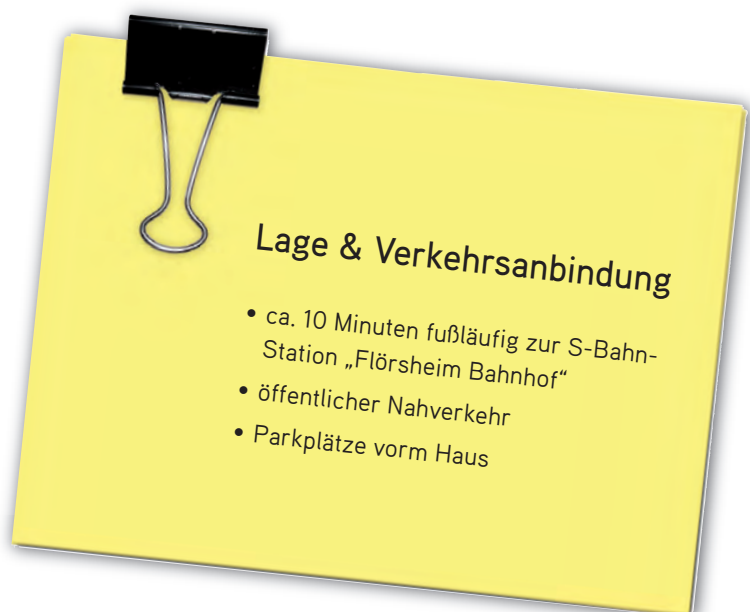 Lage & Verkehrsanbindung
• ca. 10 Minuten fußläufig zur S-Bahn-
Station „Flörsheim Bahnhof“
• öffentlicher Nahverkehr
• Parkplätze vorm Haus